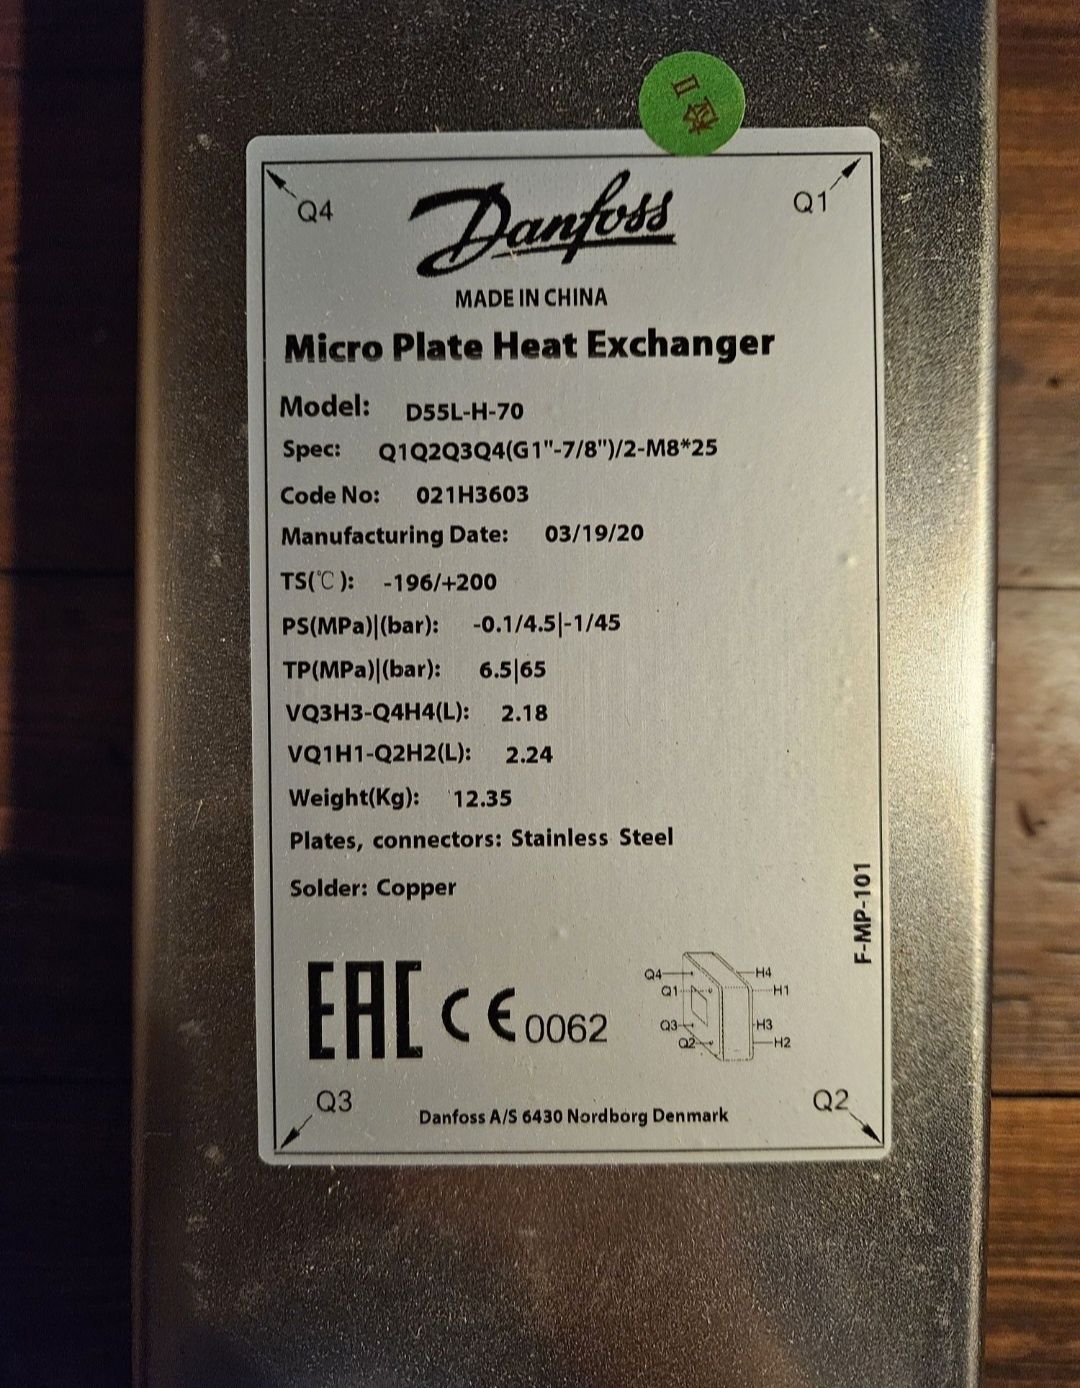 II 检
Q4
Q1
Danfoss
MADE IN CHINA
Micro Plate Heat Exchanger
Model: D55L-H-70
Spec: Q1Q2Q3Q4(G1"-7/8")/2-M8*25
Code No: 021H3603
Manufacturing Date: 03/19/20
TS(℃): -196/+200
PS(MPa)|(bar): -0.1/4.5|-1/45
TP(MPa)|(bar): 6.5|65
VQ3H3-Q4H4(L): 2.18
VQ1H1-Q2H2(L): 2.24
Weight(Kg): 12.35
Plates, connectors: Stainless Steel
Solder: Copper
F-MP-101
EAC CE 0062
Q4 H4
Q1 H1
Q3 H3
Q2 H2
Q3
Q2
Danfoss A/S 6430 Nordborg Denmark